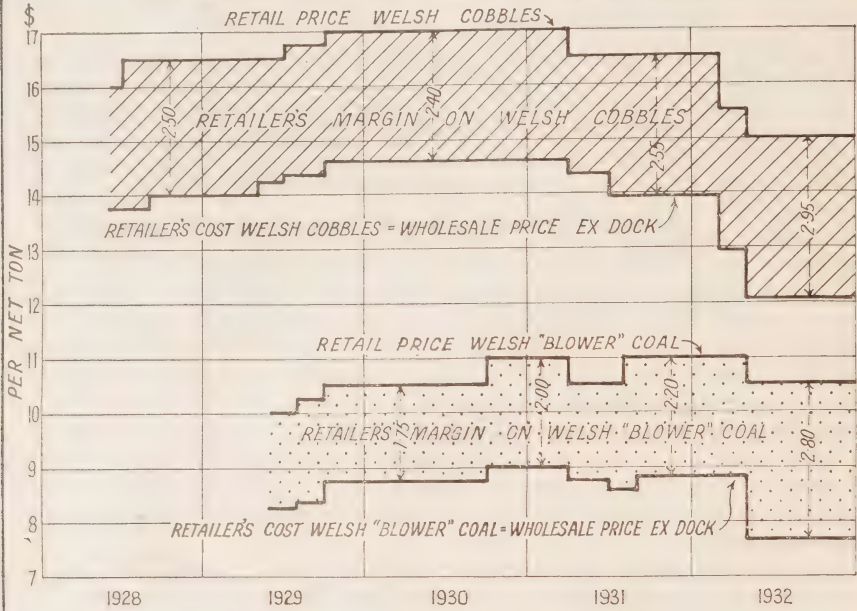 $
RETAIL PRICE WELSH COBBLES
17
16
15
14
13
12
11
10
9
8
7
PER NET TON
2.50
2.40
2.55
2.95
RETAILER'S MARGIN ON WELSH COBBLES
RETAILER'S COST WELSH COBBLES = WHOLESALE PRICE EX DOCK
RETAIL PRICE WELSH "BLOWER" COAL
1.75
2.00
2.20
2.80
RETAILER'S MARGIN ON WELSH "BLOWER" COAL
RETAILER'S COST WELSH "BLOWER" COAL = WHOLESALE PRICE EX DOCK
1928 1929 1930 1931 1932